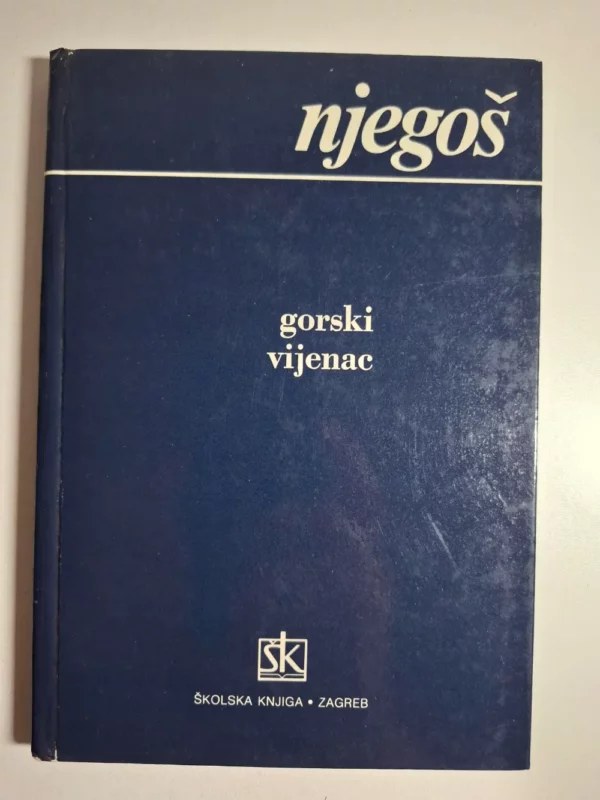 njegoš
gorski
vijenac
ŠK
ŠKOLSKA KNJIGA • ZAGREB